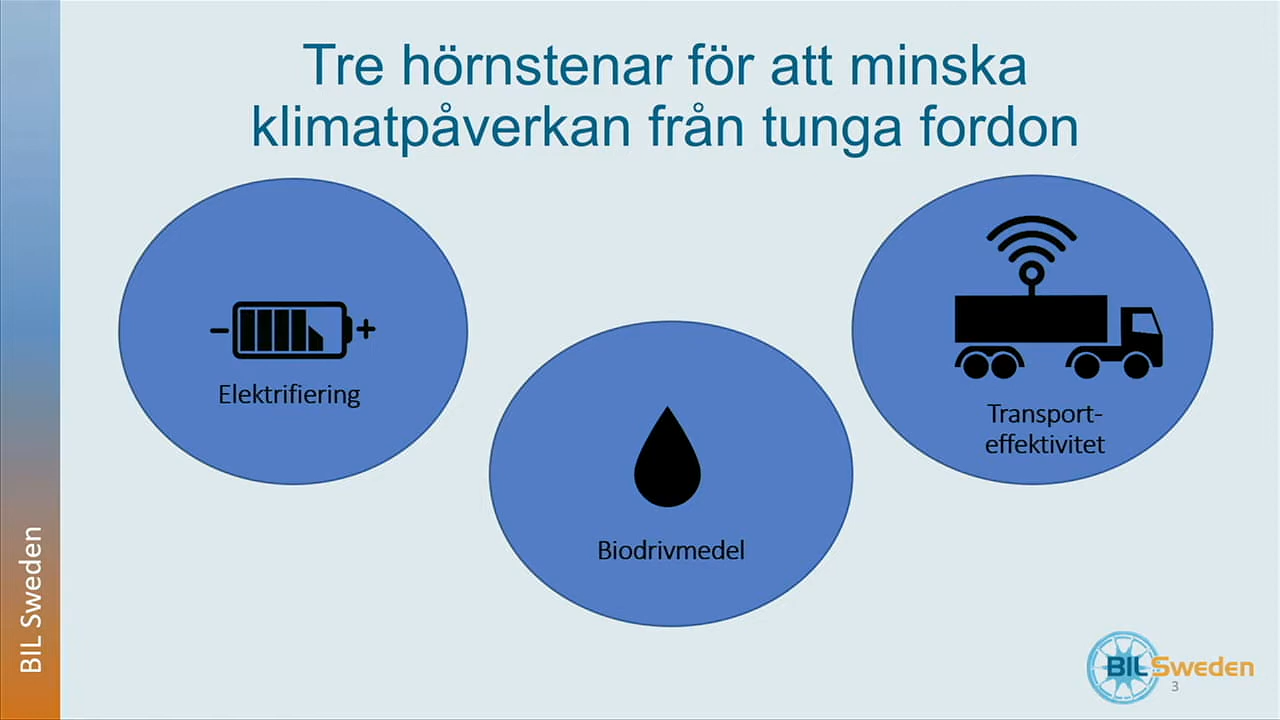 Tre hörnstenar för att minska
klimatpåverkan från tunga fordon
Elektrifiering
Biodrivmedel
Transport-
effektivitet
BIL Sweden
BIL Sweden
3